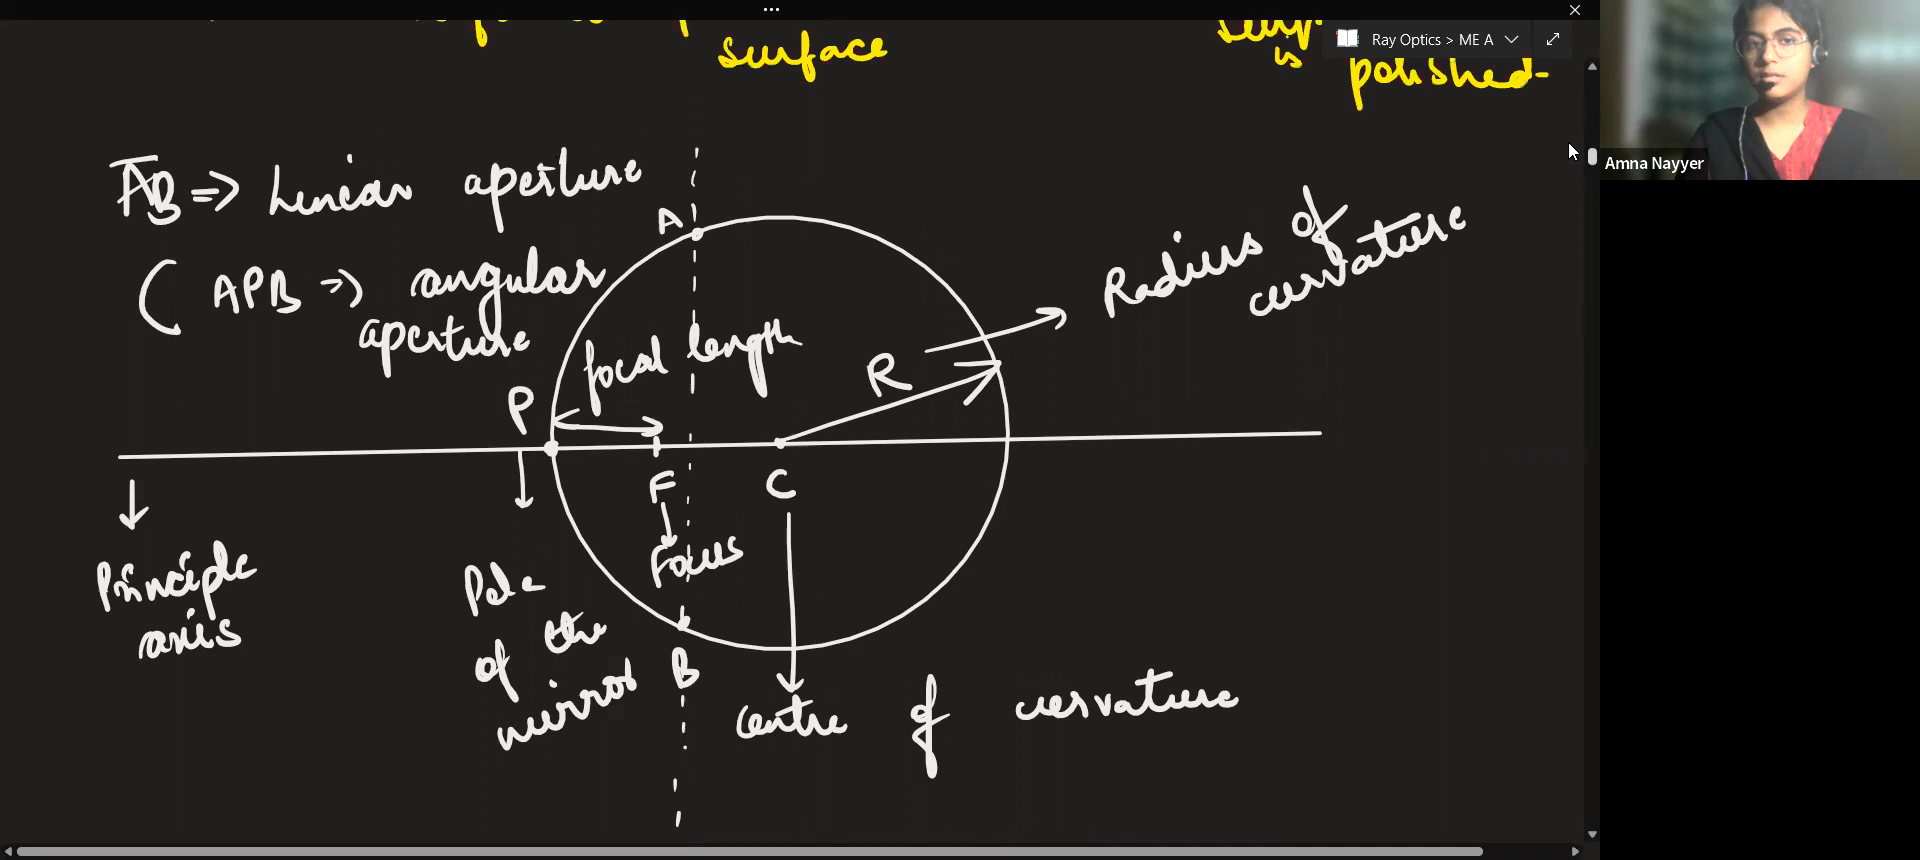 surface
is
polished-
Ray Optics > ME A
Amna Nayyer
AB => Linear aperture
( APB => angular
aperture
A
focal length
R
Radius of
curvature
P
F
C
Focus
Principle
axis
Pole
of the
mirror
B
centre of curvature